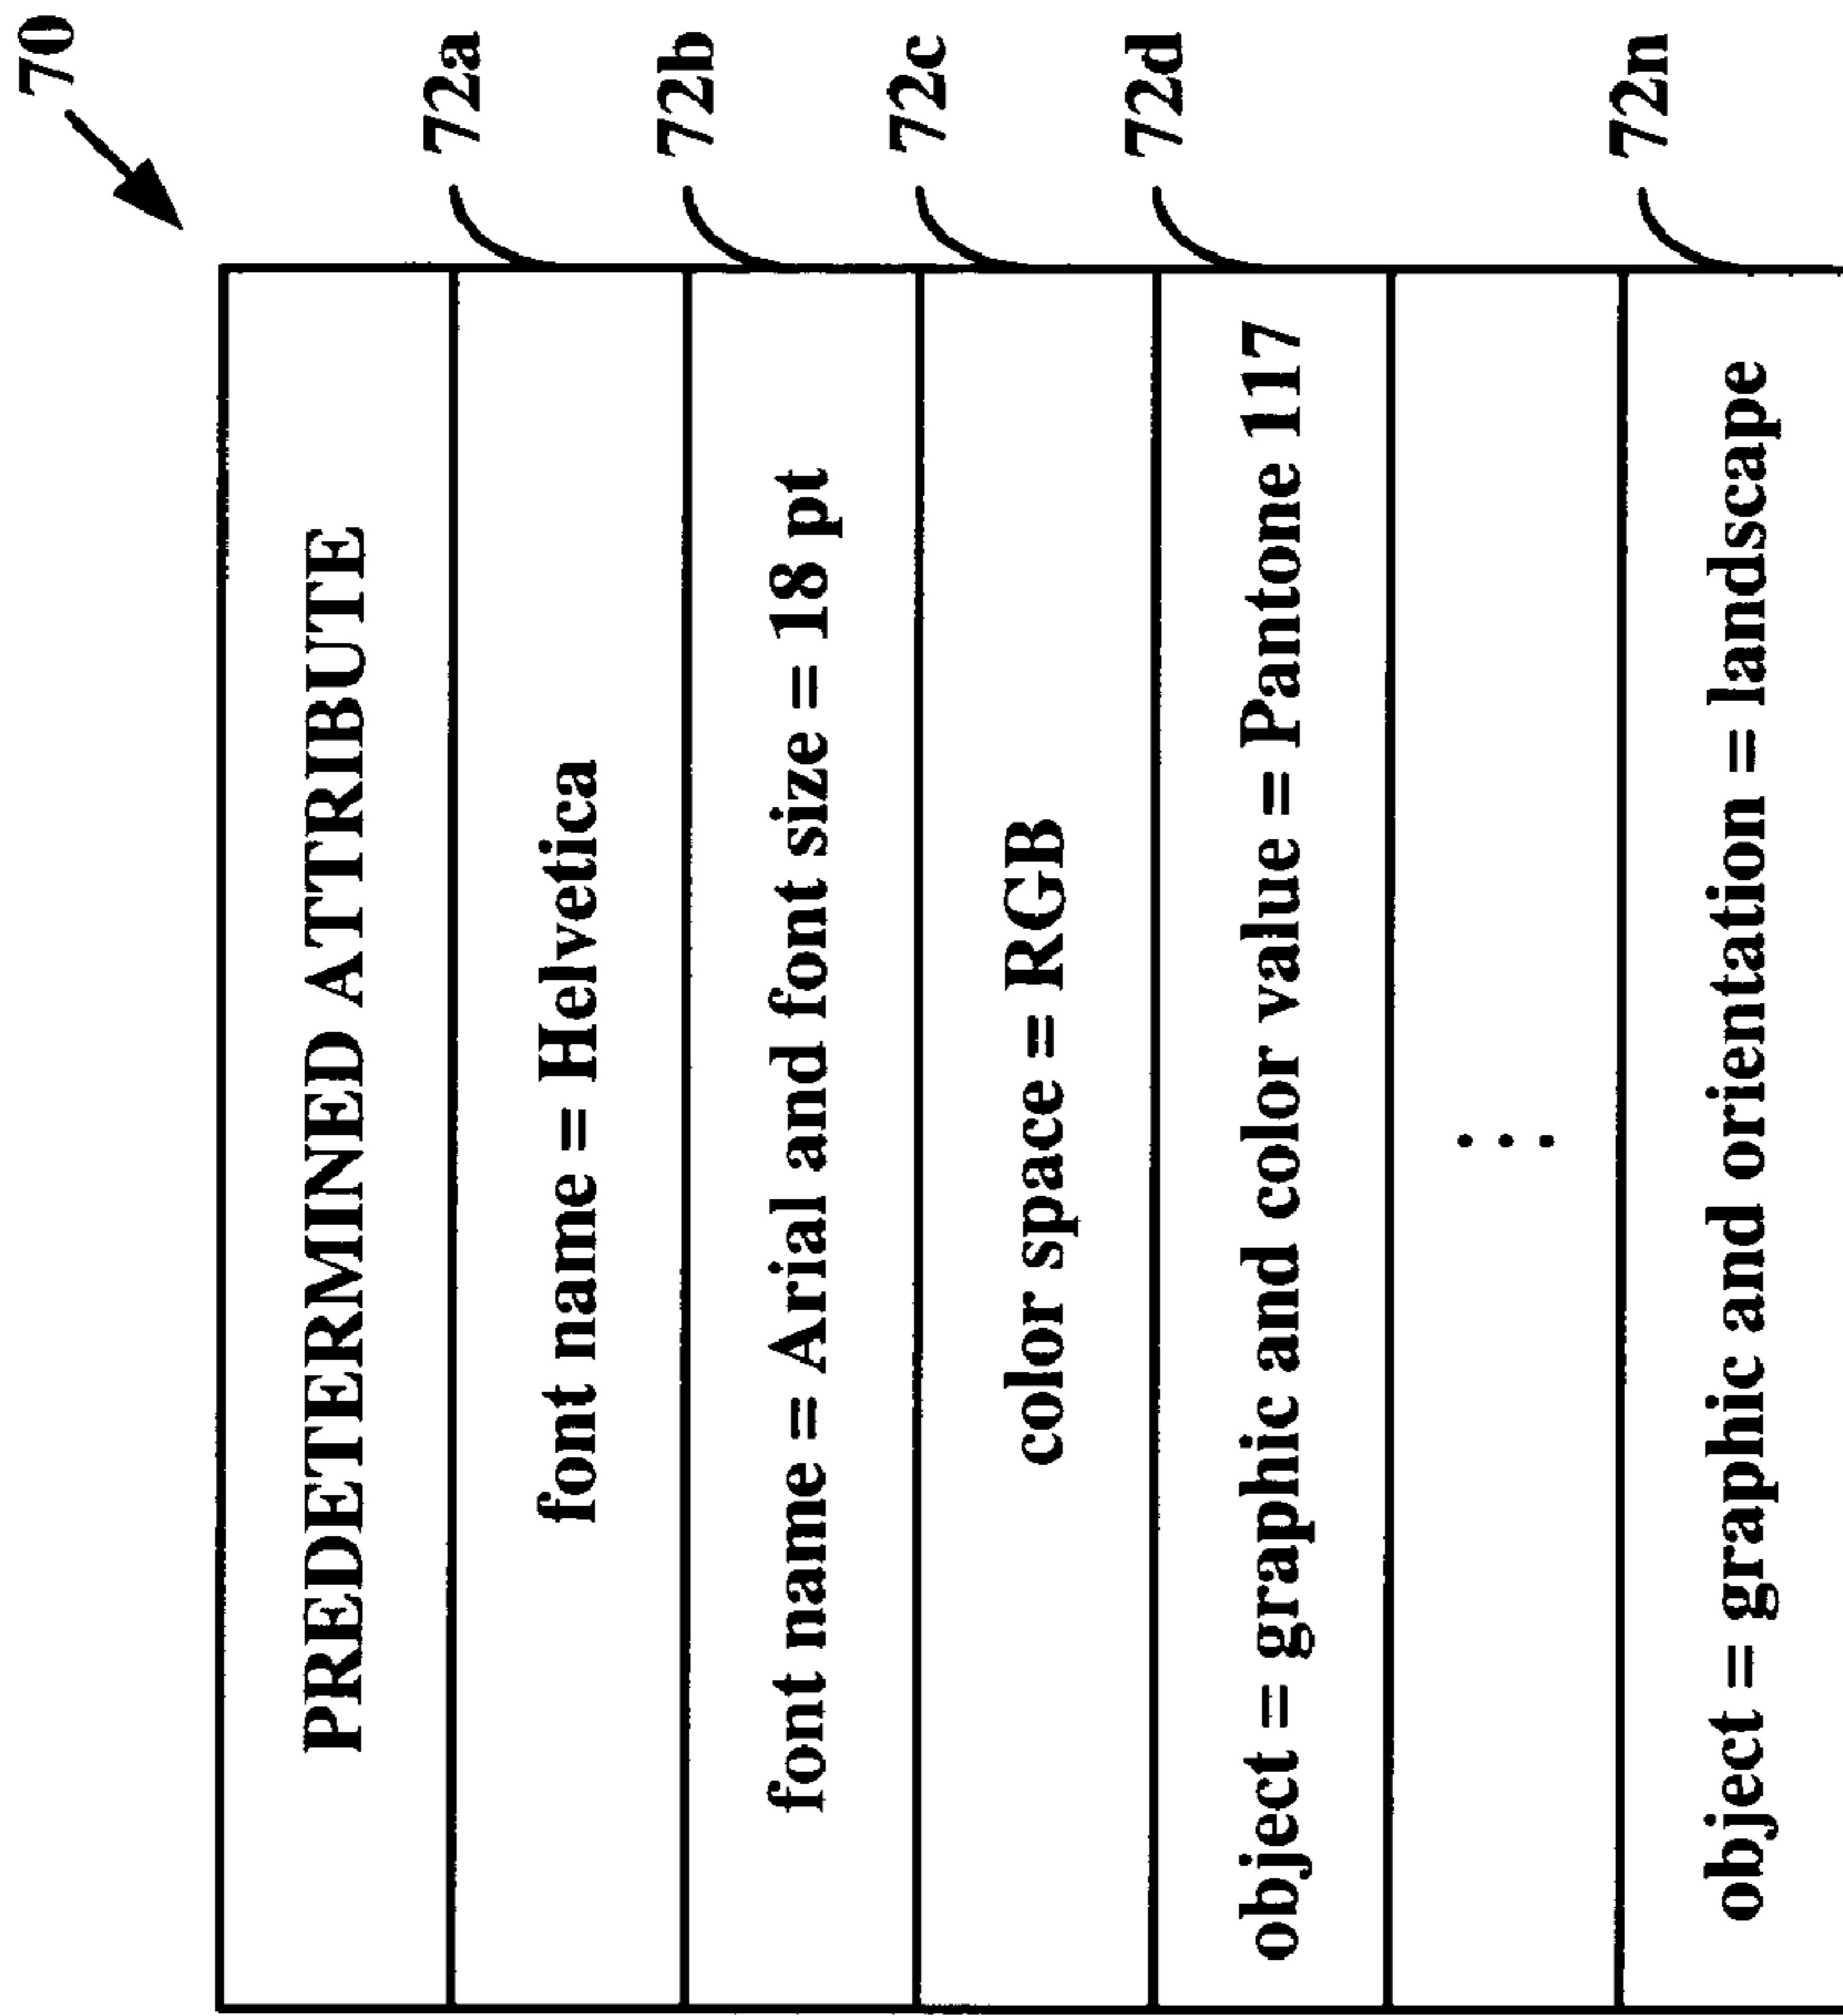 70
PREDETERMINED ATTRIBUTE
font name = Helvetica
72a
font name = Arial and font size = 18 pt
72b
color space = RGB
72c
object = graphic and color value = Pantone 117
72d
⋮
object = graphic and orientation = landscape
72n